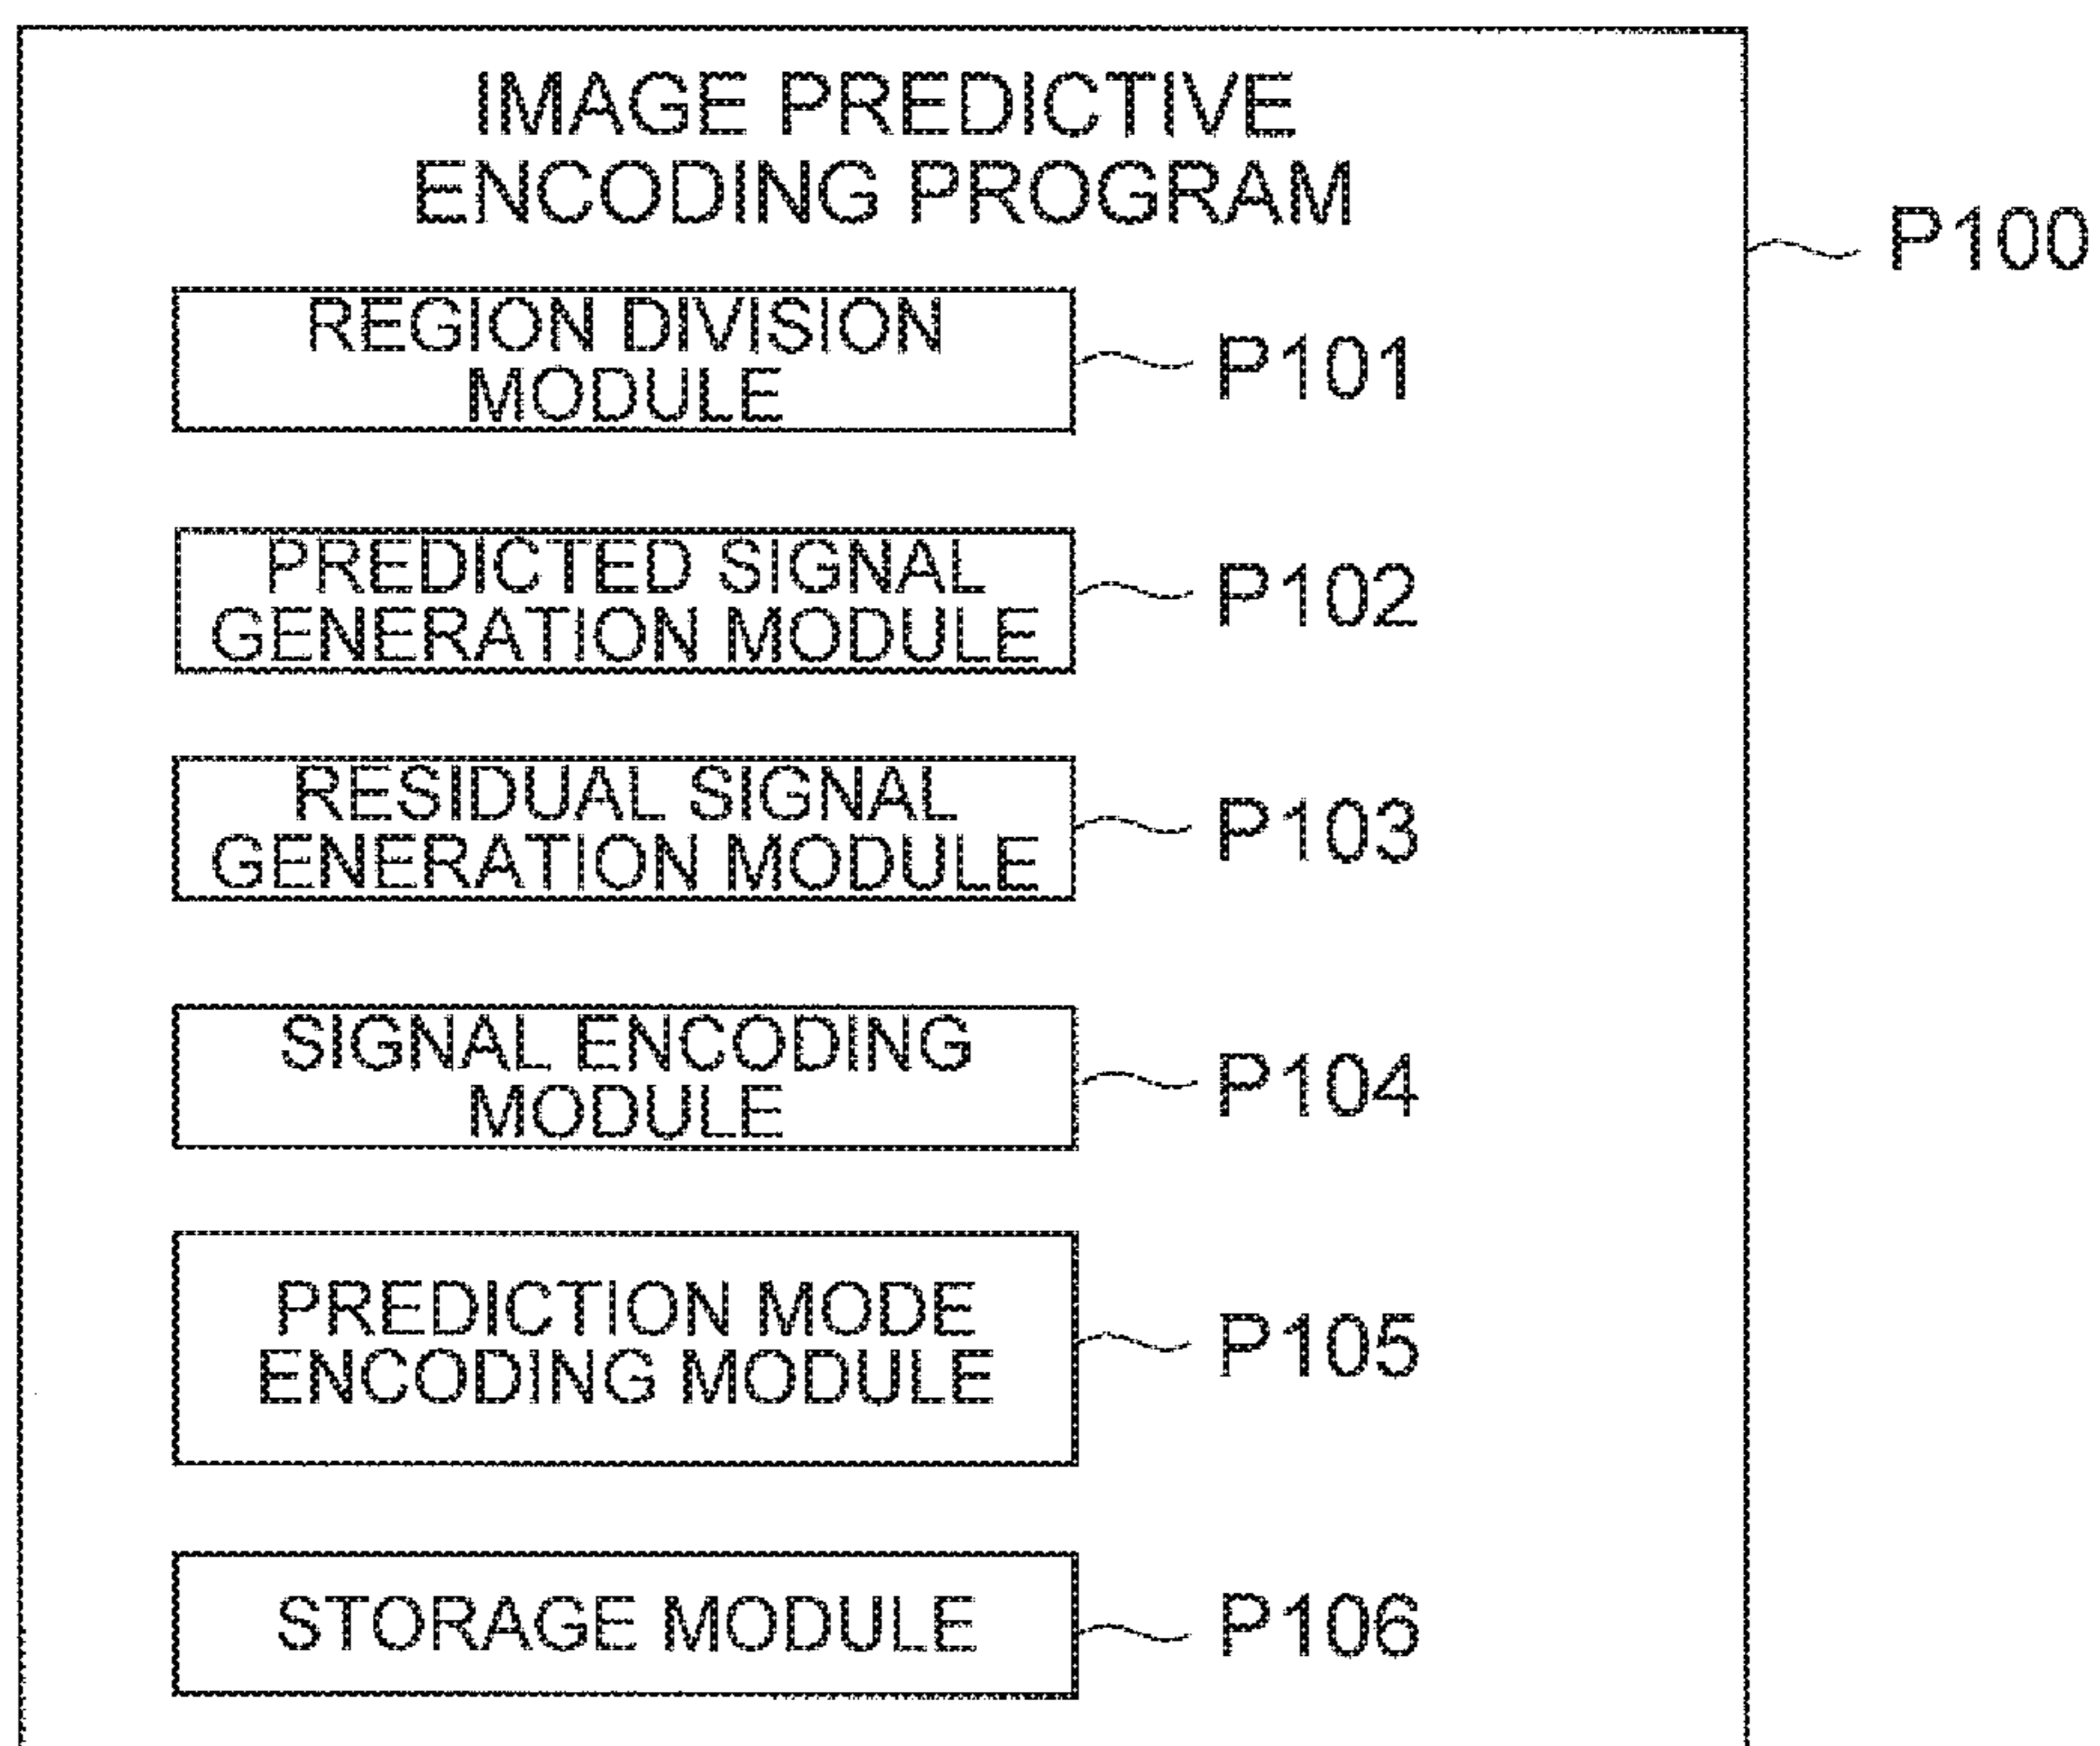 IMAGE PREDICTIVE
ENCODING PROGRAM
P100
REGION DIVISION
MODULE
P101
PREDICTED SIGNAL
GENERATION MODULE
P102
RESIDUAL SIGNAL
GENERATION MODULE
P103
SIGNAL ENCODING
MODULE
P104
PREDICTION MODE
ENCODING MODULE
P105
STORAGE MODULE
P106